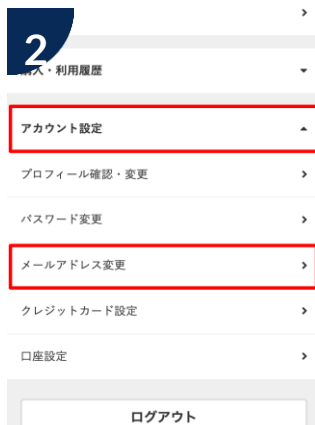 2
・利用履歴
アカウント設定
プロフィール確認・変更
パスワード変更
メールアドレス変更
クレジットカード設定
口座設定
ログアウト